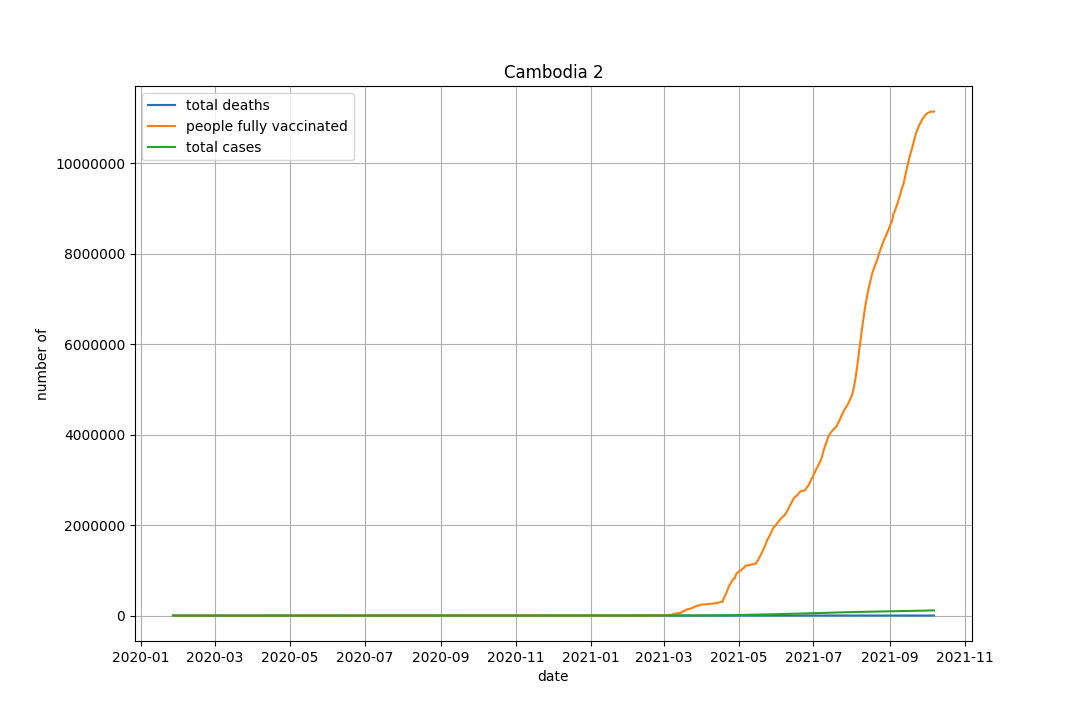 Cambodia 2
total deaths
people fully vaccinated
total cases
10000000
8000000
6000000
4000000
2000000
0
number of
2020-01 2020-03 2020-05 2020-07 2020-09 2020-11 2021-01 2021-03 2021-05 2021-07 2021-09 2021-11
date